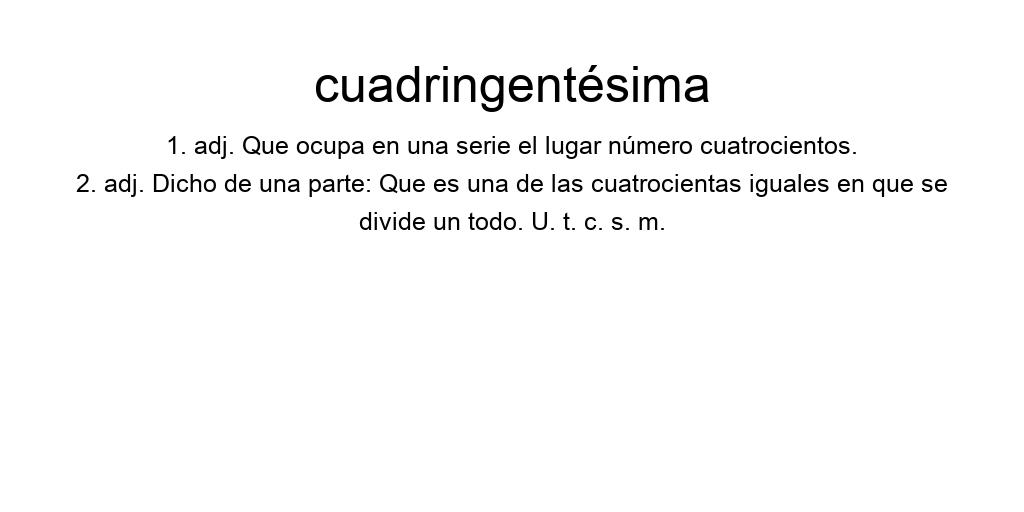 cuadringentésima
1. adj. Que ocupa en una serie el lugar número cuatrocientos.
2. adj. Dicho de una parte: Que es una de las cuatrocientas iguales en que se
divide un todo. U. t. c. s. m.